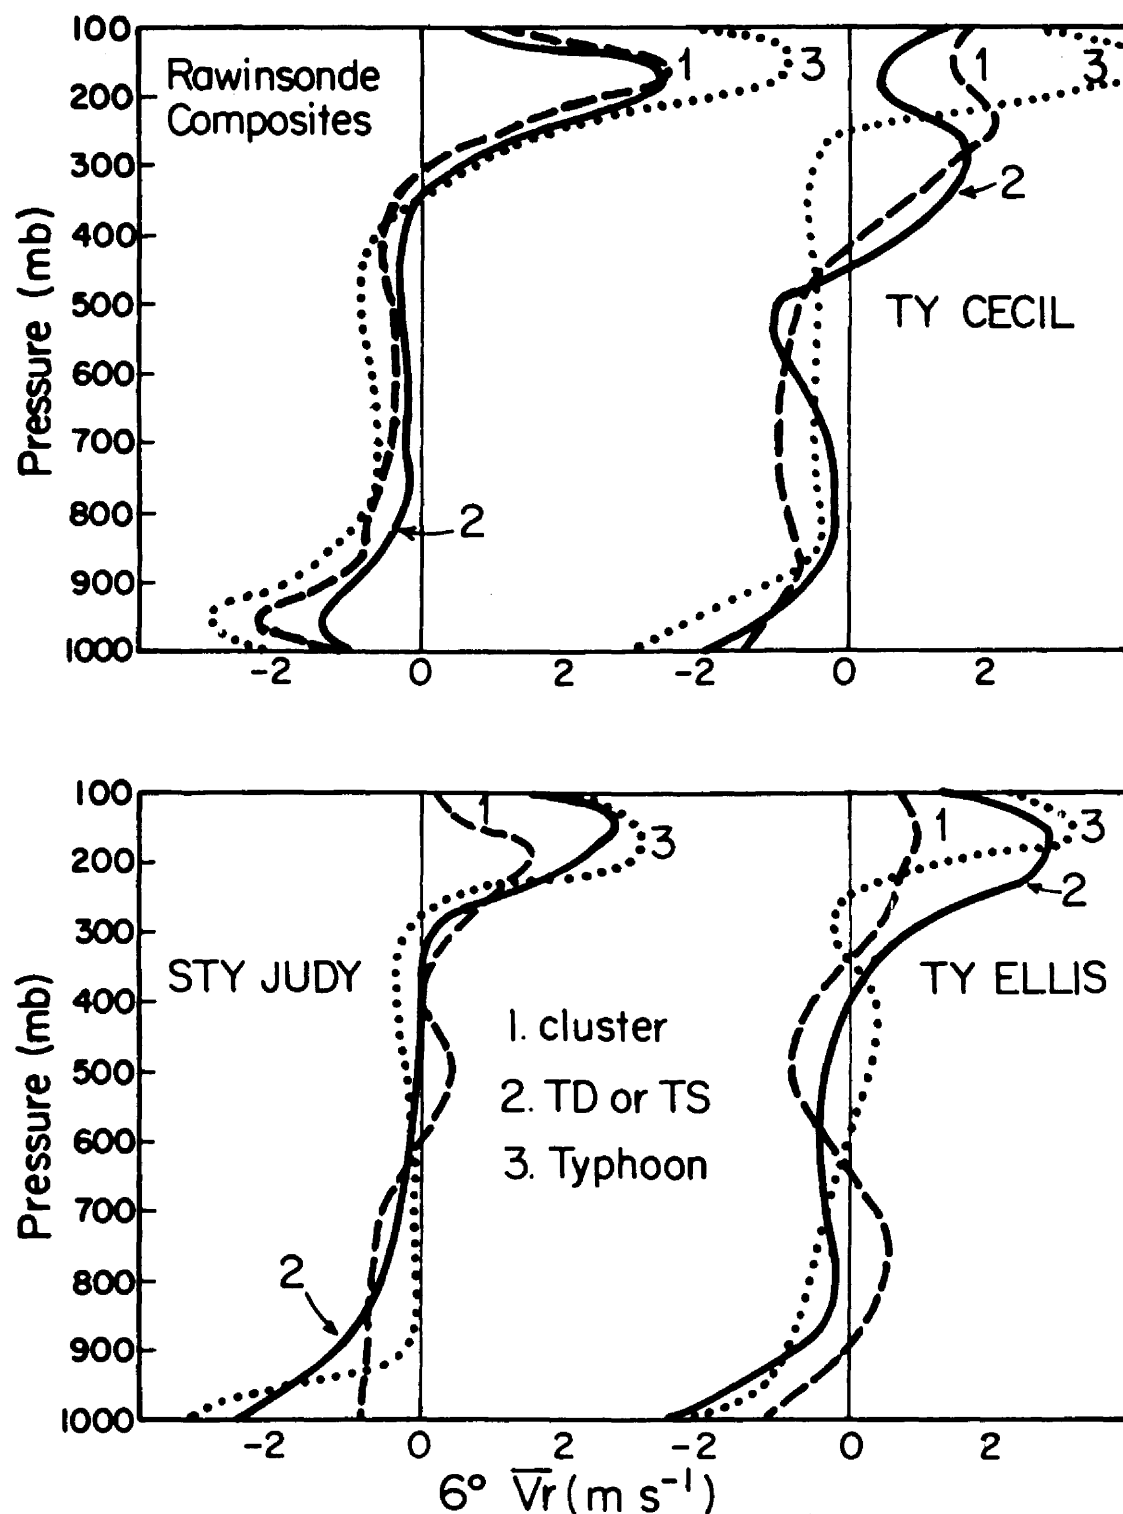 100
200
300
400
500
600
700
800
900
1000
Pressure (mb)
Rawinsonde
Composites
1
3
2
-2 0 2
1
3
2
TY CECIL
-2 0 2
100
200
300
400
500
600
700
800
900
1000
Pressure (mb)
STY JUDY
1
3
2
1. cluster
2. TD or TS
3. Typhoon
-2 0 2
1
3
2
TY ELLIS
-2 0 2
6° V̅r (m s⁻¹)